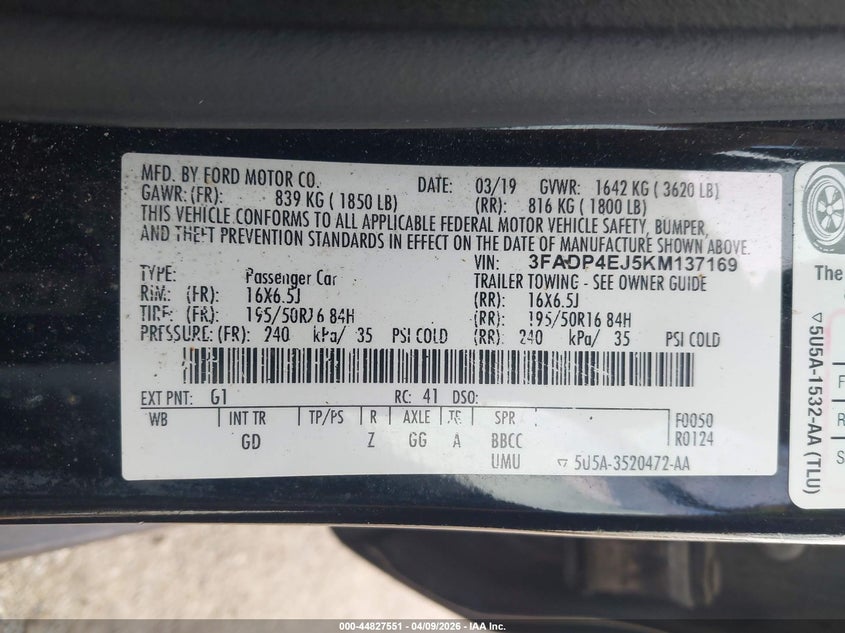 MFD. BY FORD MOTOR CO.
DATE: 03/19 GVWR: 1642 KG ( 3620 LB)
GAWR: (FR): 839 KG ( 1850 LB) (RR): 816 KG ( 1800 LB)
THIS VEHICLE CONFORMS TO ALL APPLICABLE FEDERAL MOTOR VEHICLE SAFETY, BUMPER,
AND THEFT PREVENTION STANDARDS IN EFFECT ON THE DATE OF MANUFACTURE SHOWN ABOVE.
VIN: 3FADP4EJ5KM137169
TYPE: Passenger Car TRAILER TOWING - SEE OWNER GUIDE
RIM: (FR): 16X6.5J (RR): 16X6.5J
TIRE: (FR): 195/50R16 84H (RR): 195/50R16 84H
PRESSURE: (FR): 240 kPa/ 35 PSI COLD (RR): 240 kPa/ 35 PSI COLD
EXT PNT: G1 RC: 41 DSO:
WB INT TR TP/PS R AXLE TR SPR F0050
GD Z GG A BBCC R0124
UMU ▽ 5U5A-3520472-AA
The
▽5U5A-1532-AA (TLU)
F
R
S
000-44827551 - 04/09/2026 - IAA Inc.